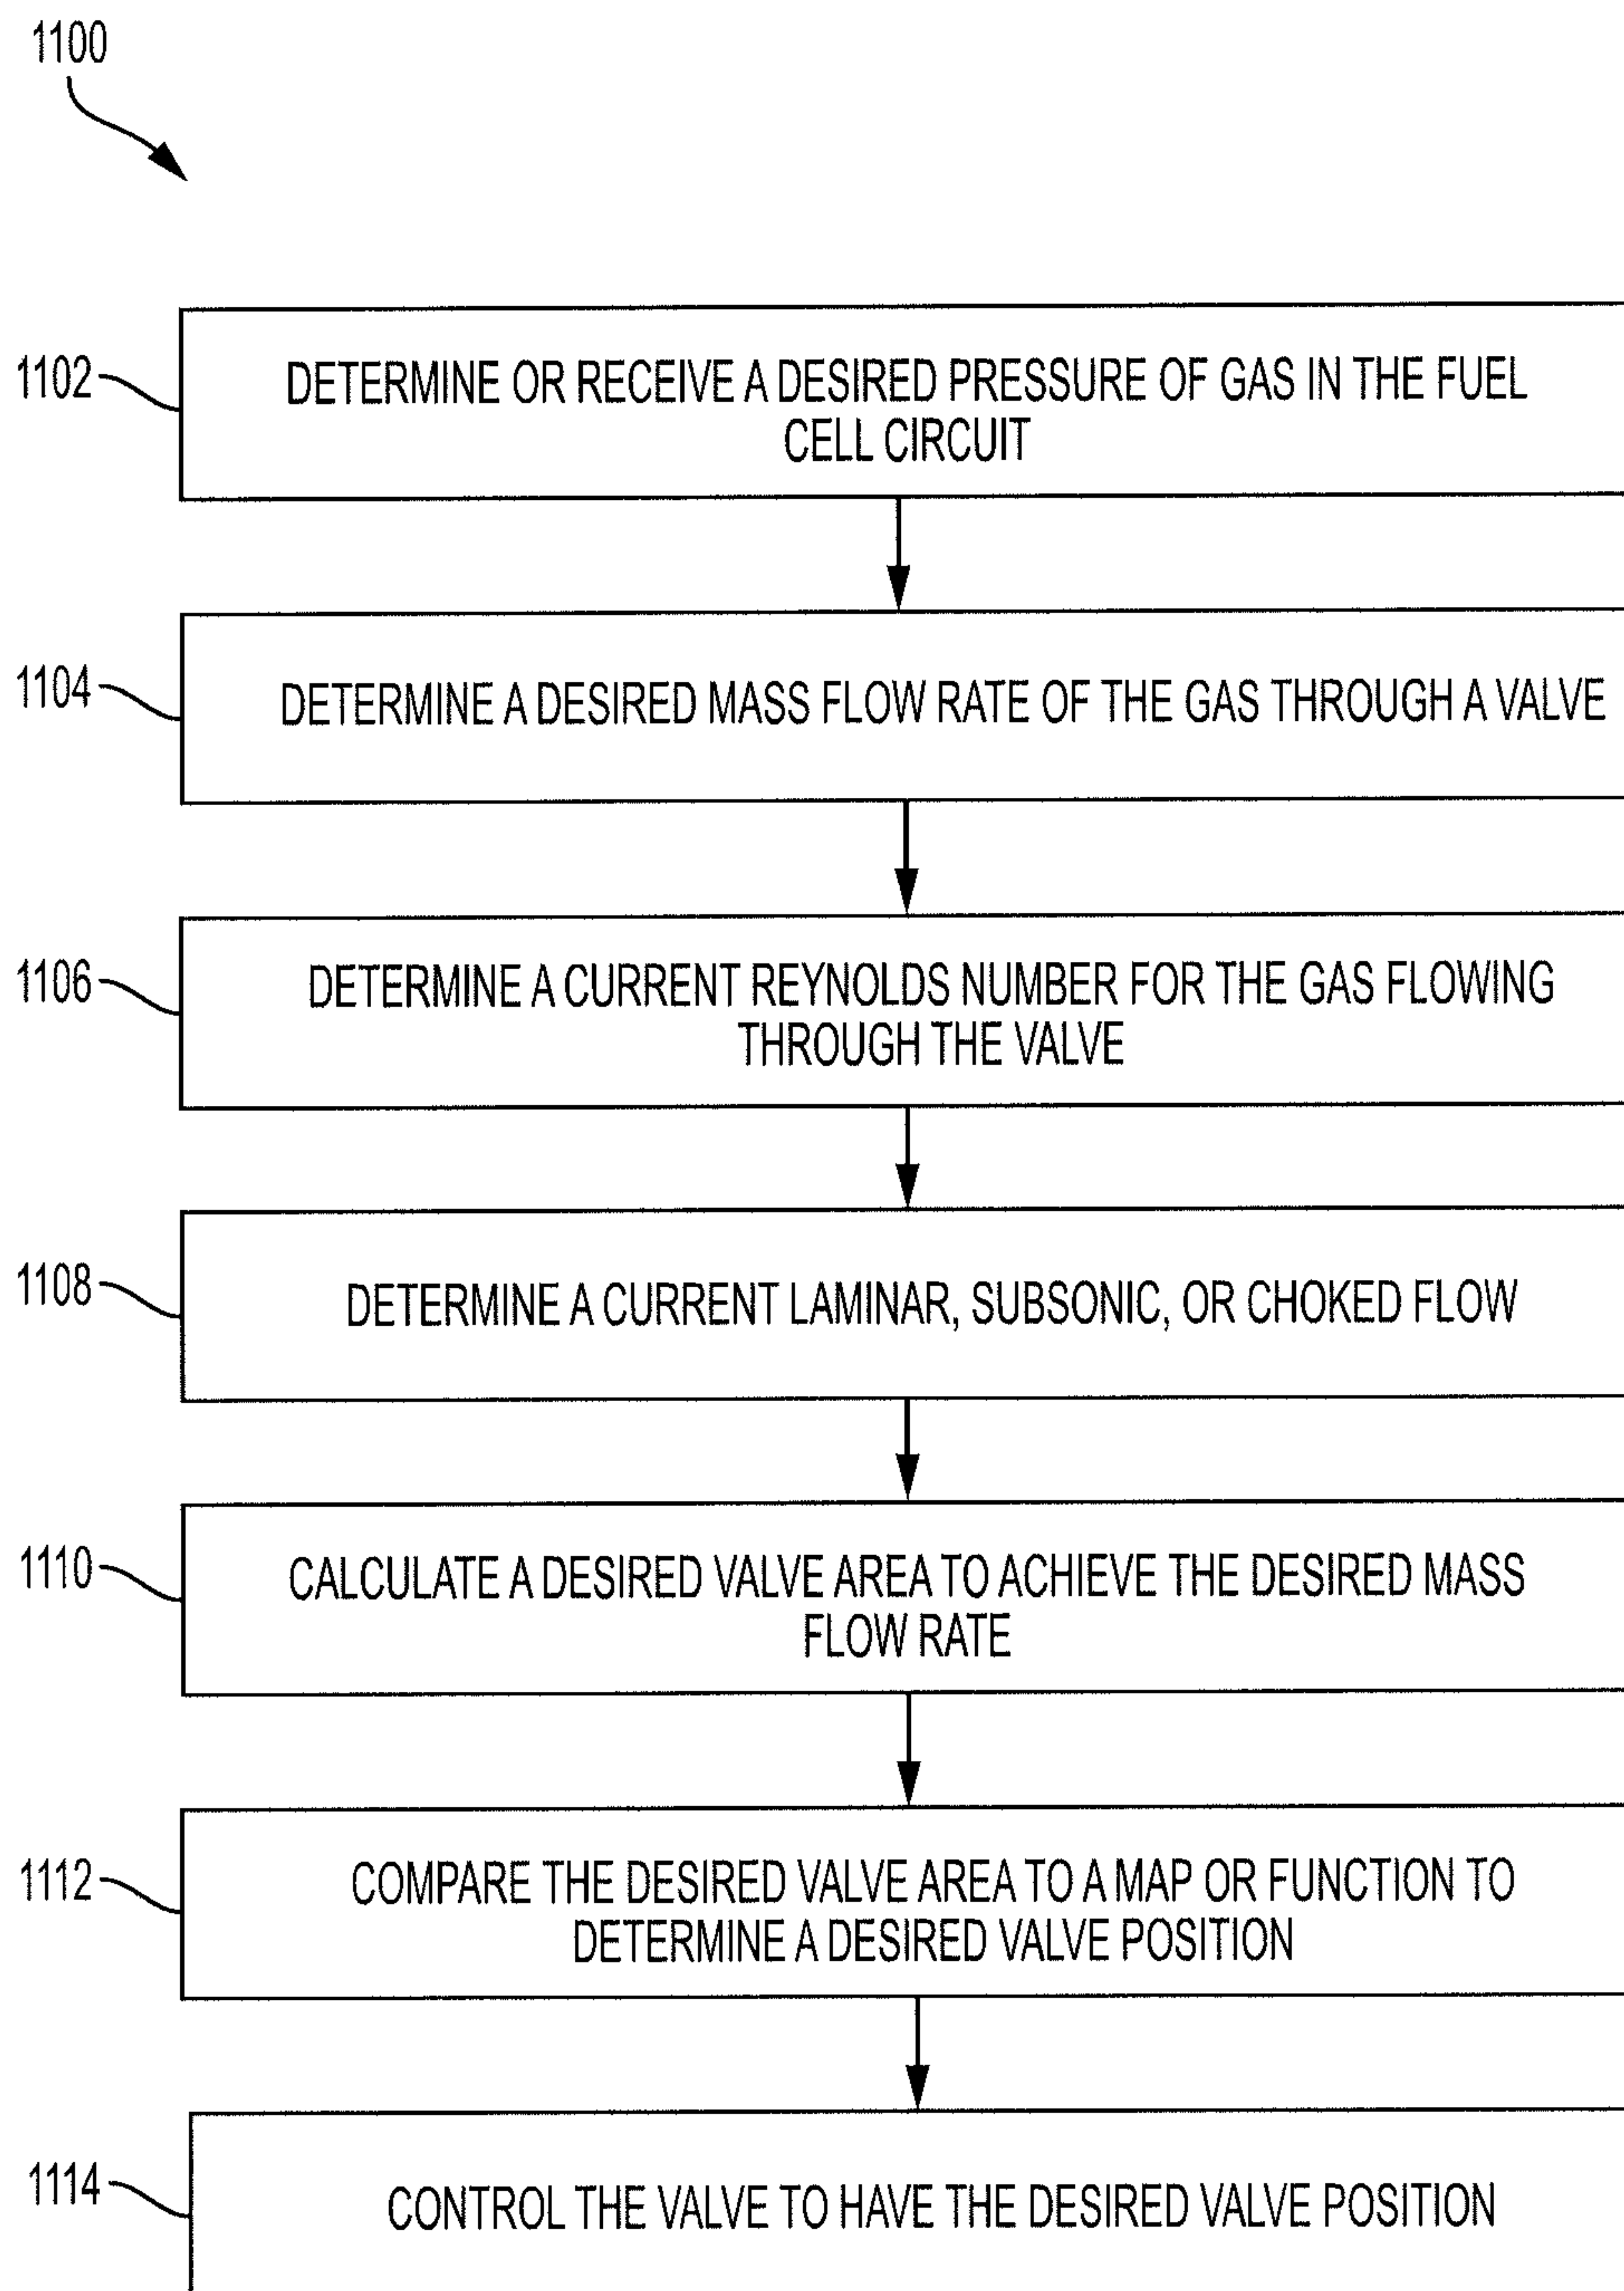 1100
1102
DETERMINE OR RECEIVE A DESIRED PRESSURE OF GAS IN THE FUEL
CELL CIRCUIT
1104
DETERMINE A DESIRED MASS FLOW RATE OF THE GAS THROUGH A VALVE
1106
DETERMINE A CURRENT REYNOLDS NUMBER FOR THE GAS FLOWING
THROUGH THE VALVE
1108
DETERMINE A CURRENT LAMINAR, SUBSONIC, OR CHOKED FLOW
1110
CALCULATE A DESIRED VALVE AREA TO ACHIEVE THE DESIRED MASS
FLOW RATE
1112
COMPARE THE DESIRED VALVE AREA TO A MAP OR FUNCTION TO
DETERMINE A DESIRED VALVE POSITION
1114
CONTROL THE VALVE TO HAVE THE DESIRED VALVE POSITION